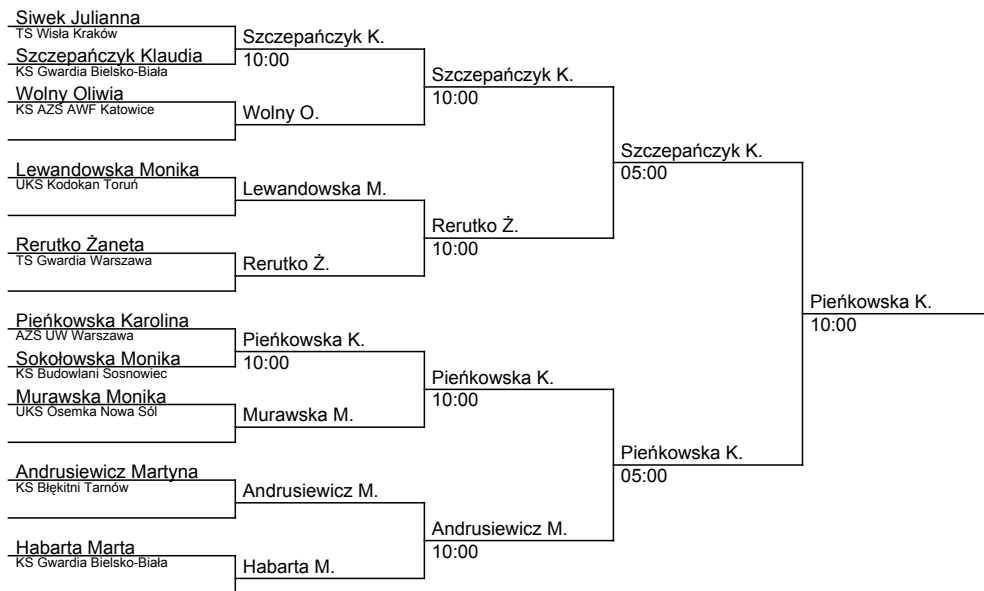 Siwek Julianna
TS Wisła Kraków
Szczepańczyk Klaudia
KS Gwardia Bielsko-Biała
Wolny Oliwia
KS AZS AWF Katowice
Lewandowska Monika
UKS Kodokan Toruń
Rerutko Żaneta
TS Gwardia Warszawa
Pieńkowska Karolina
AZS UW Warszawa
Sokołowska Monika
KS Budowlani Sosnowiec
Murawska Monika
UKS Ósemka Nowa Sól
Andrusiewicz Martyna
KS Błękitni Tarnów
Habarta Marta
KS Gwardia Bielsko-Biała
Szczepańczyk K.
10:00
Wolny O.
Lewandowska M.
Rerutko Ż.
Pieńkowska K.
10:00
Murawska M.
Andrusiewicz M.
Habarta M.
Szczepańczyk K.
10:00
Rerutko Ż.
10:00
Pieńkowska K.
10:00
Andrusiewicz M.
10:00
Szczepańczyk K.
05:00
Pieńkowska K.
05:00
Pieńkowska K.
10:00